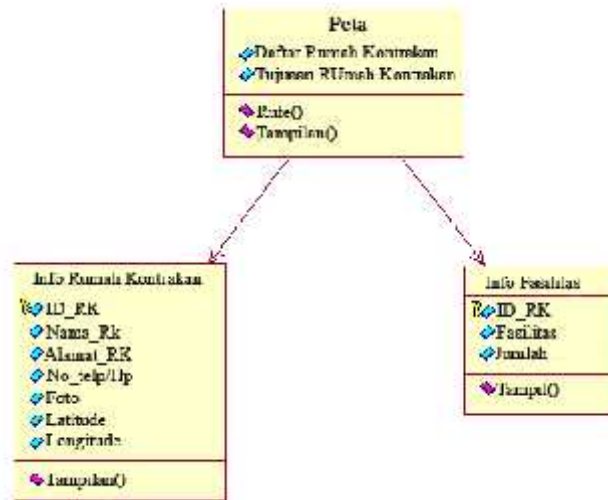 Peta
Daftar Rumah Kontrakan
Tujuaan RUmah Kontrakan
Rute()
Tampilan()
Info Rumah Kontrakan
ID_RK
Nama_Rk
Alamat_RK
No_telp/Hp
Foto
Latitude
Longitude
Tampilan()
Info Fasilitas
ID_RK
Fasilitas
Jumlah
Tampil()